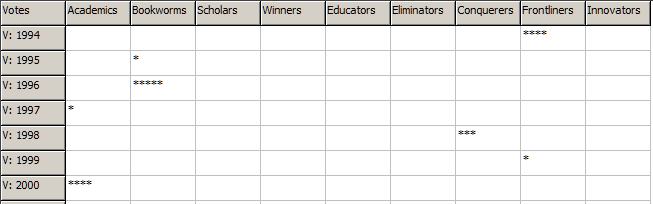 Votes Academics Bookworms Scholars Winners Educators Eliminators Conquerers Frontliners Innovators
V: 1994 ****
V: 1995 *
V: 1996 *****
V: 1997 *
V: 1998 ***
V: 1999 *
V: 2000 ****